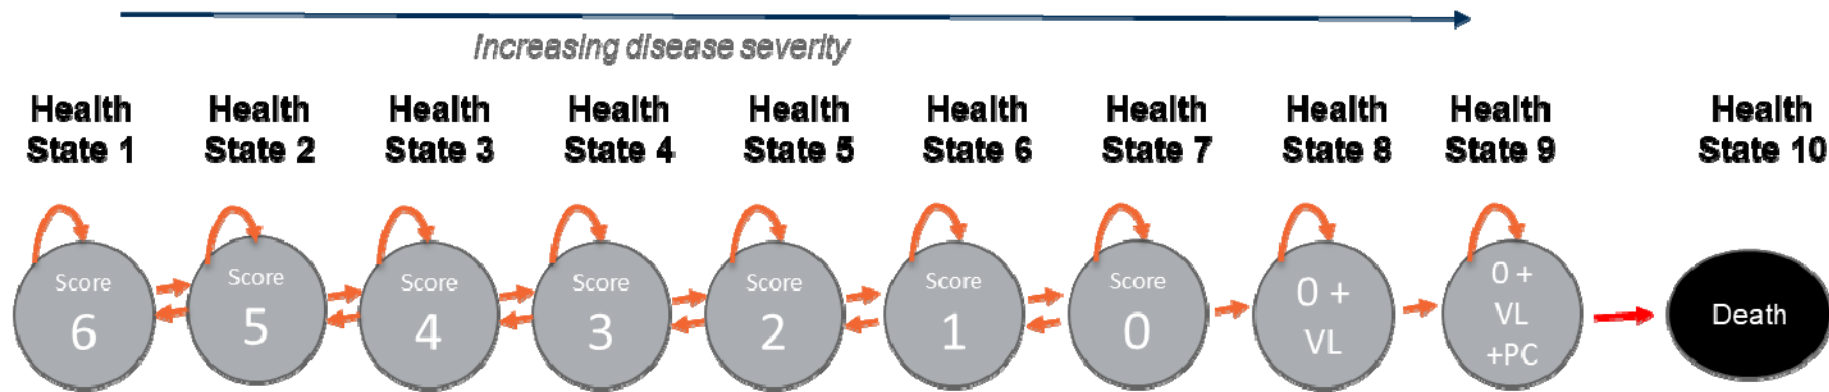 Increasing disease severity
Health State 1
Health State 2
Health State 3
Health State 4
Health State 5
Health State 6
Health State 7
Health State 8
Health State 9
Health State 10
Score
6
Score
5
Score
4
Score
3
Score
2
Score
1
Score
0
0 +
VL
0 +
VL
+PC
Death